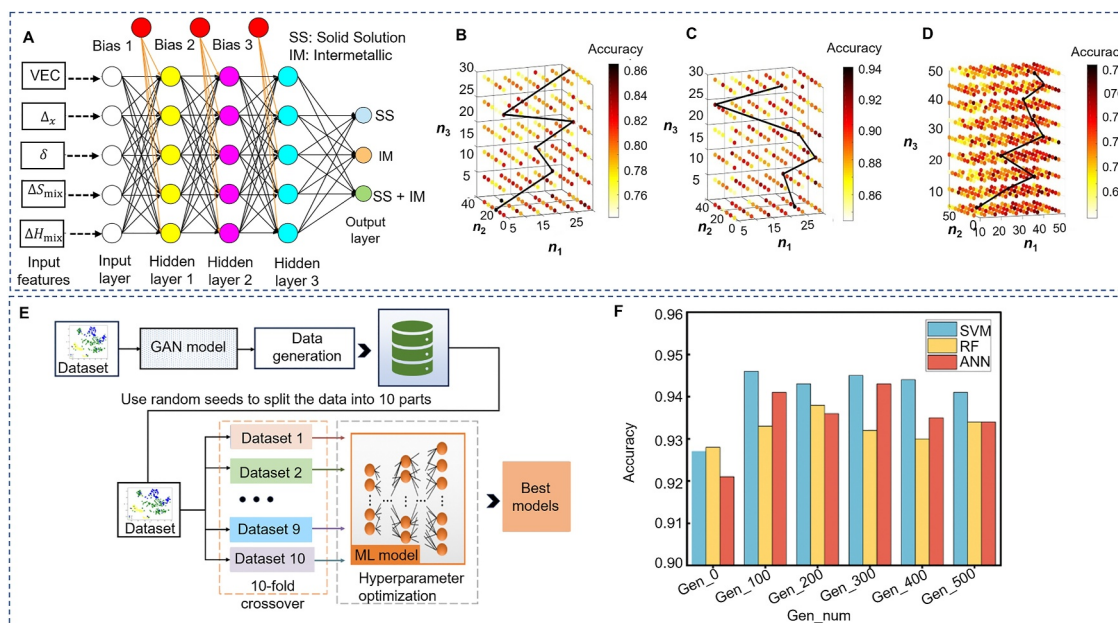 A
Bias 1 Bias 2 Bias 3
SS: Solid Solution
IM: Intermetallic
VEC
Δx
δ
ΔSmix
ΔHmix
SS
IM
SS + IM
Output
layer
Input
features
Input
layer
Hidden
layer 1
Hidden
layer 2
Hidden
layer 3
B
Accuracy
30
25
20
15
10
5
40
20
0 5 15 25
n3
n2
n1
0.86
0.84
0.82
0.80
0.78
0.76
C
Accuracy
30
25
20
15
10
5
40
20
0 5 15 25
n3
n2
n1
0.94
0.92
0.90
0.88
0.86
D
50
40
30
20
10
50
0 10 20 30 40 50
n3
n2
n1
E
Dataset
GAN model
Data
generation
Use random seeds to split the data into 10 parts
Dataset
Dataset 1
Dataset 2
Dataset 9
Dataset 10
10-fold
crossover
ML model
Hyperparameter
optimization
Best
models
F
Accuracy
0.96
0.95
0.94
0.93
0.92
0.91
0.90
SVM
RF
ANN
Gen_0
Gen_100
Gen_200
Gen_300
Gen_400
Gen_500
Gen_num